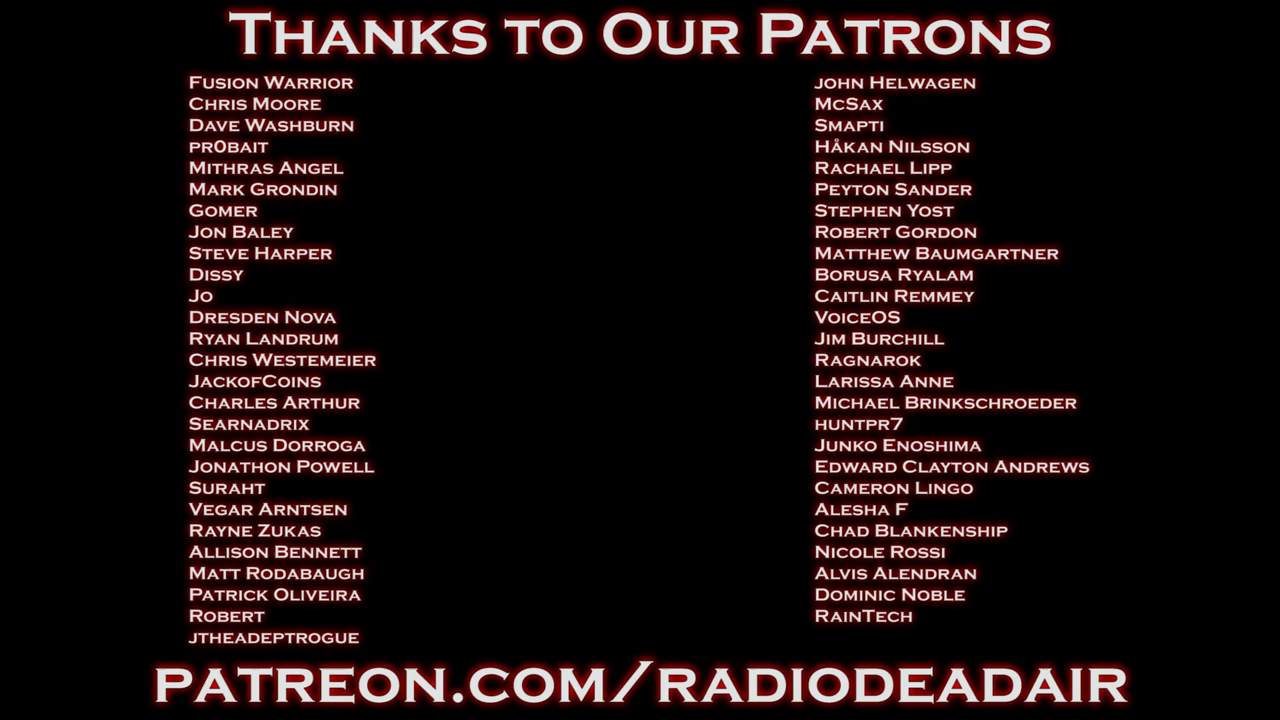 Thanks to Our Patrons
Fusion Warrior
Chris Moore
Dave Washburn
pr0bait
Mithras Angel
Mark Grondin
Gomer
Jon Baley
Steve Harper
Dissy
Jo
Dresden Nova
Ryan Landrum
Chris Westemeier
JackofCoins
Charles Arthur
Searnadrix
Malcus Dorroga
Jonathon Powell
Suraht
Vegar Arntsen
Rayne Zukas
Allison Bennett
Matt Rodabaugh
Patrick Oliveira
Robert
jtheadeptrogue
john Helwagen
McSax
Smapti
Håkan Nilsson
Rachael Lipp
Peyton Sander
Stephen Yost
Robert Gordon
Matthew Baumgartner
Borusa Ryalam
Caitlin Remmey
VoiceOS
Jim Burchill
Ragnarok
Larissa Anne
Michael Brinkschroeder
huntpr7
Junko Enoshima
Edward Clayton Andrews
Cameron Lingo
Alesha F
Chad Blankenship
Nicole Rossi
Alvis Alendran
Dominic Noble
RainTech
patreon.com/radiodeadair